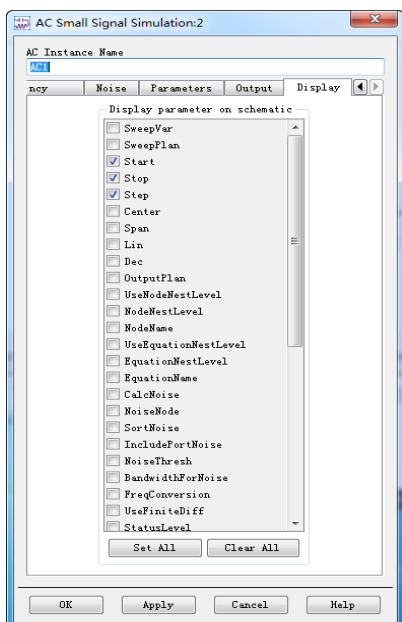 AC Small Signal Simulation:2
AC Instance Name
AC1
ncy Noise Parameters Output Display
Display parameter on schematic
SweepVar
SweepPlan
Start
Stop
Step
Center
Span
Lin
Dec
OutputPlan
UseNodeNestLevel
NodeNestLevel
NodeName
UseEquationNestLevel
EquationNestLevel
EquationName
CalcNoise
NoiseNode
SortNoise
IncludePortNoise
NoiseThresh
BandwidthForNoise
FreqConversion
UseFiniteDiff
StatusLevel
Set All Clear All
OK Apply Cancel Help